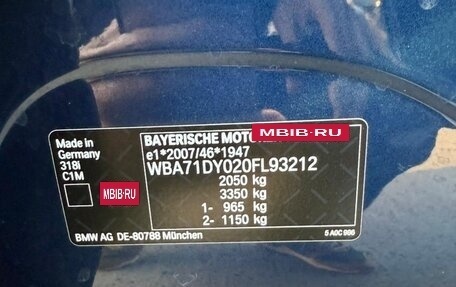 Made in
Germany
318i
C1M
BAYERISCHE
MBIB-RU
e1*2007/46*1947
WBA71DY020FL93212
2050 kg
3350 kg
1- 965 kg
2- 1150 kg
MBIB·RU
BMW AG DE-80788 München
5 A0C 986